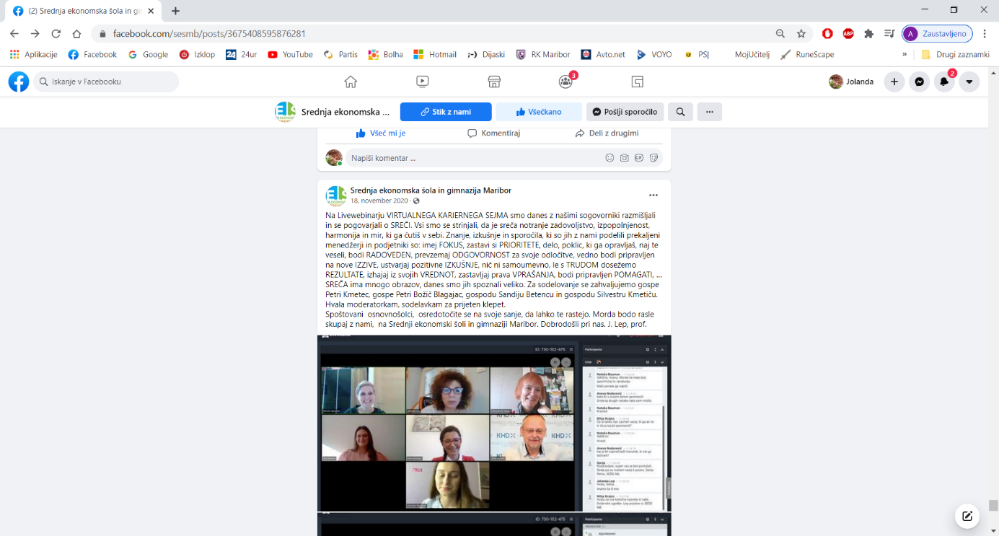 (2) Srednja ekonomska šola in gi
facebook.com/sesmb/posts/3675408595876281
Zaustavljeno
Aplikacije Facebook Google Izklop 24ur YouTube Partis Bolha Hotmail Dijaški RK Maribor Avto.net VOYO PSJ MojUčitelj RuneScape » Drugi zaznamki
Iskanje v Facebooku
3
Jolanda
2
Srednja ekonomska ...
Stik z nami
Všečkano
Pošlji sporočilo
Všeč mi je
Komentiraj
Deli z drugimi
Napiši komentar ...
Srednja ekonomska šola in gimnazija Maribor
18. november 2020
Na Livewebinarju VIRTUALNEGA KARIERNEGA SEJMA smo danes z našimi sogovorniki razmišljali
in se pogovarjali o SREČI. Vsi smo se strinjali, da je sreča notranje zadovoljstvo, izpopolnjenost,
harmonija in mir, ki ga čutiš v sebi. Znanje, izkušnje in sporočila, ki so jih z nami podelili prekaljeni
menedžerji in podjetniki so: imej FOKUS, zastavi si PRIORITETE, delo, poklic, ki ga opravljaš, naj te
veseli, bodi RADOVEDEN, prevzemaj ODGOVORNOST za svoje odločitve, vedno bodi pripravljen
na nove IZZIVE, ustvarjaj pozitivne IZKUŠNJE, nič ni samoumevno, le s TRUDOM dosežemo
REZULTATE, izhajaj iz svojih VREDNOT, zastavljaj prava VPRAŠANJA, bodi pripravljen POMAGATI, ...
SREČA ima mnogo obrazov, danes smo jih spoznali veliko. Za sodelovanje se zahvaljujemo gospe
Petri Kmetec, gospe Petri Božič Blagajac, gospodu Sandiju Betencu in gospodu Silvestru Kmetiču.
Hvala moderatorkam, sodelavkam za prijeten klepet.
Spoštovani osnovnošolci, osredotočite se na svoje sanje, da lahko te rastejo. Morda bodo rasle
skupaj z nami, na Srednji ekonomski šoli in gimnaziji Maribor. Dobrodošli pri nas. J. Lep, prof.
Participants
KHD
Participants